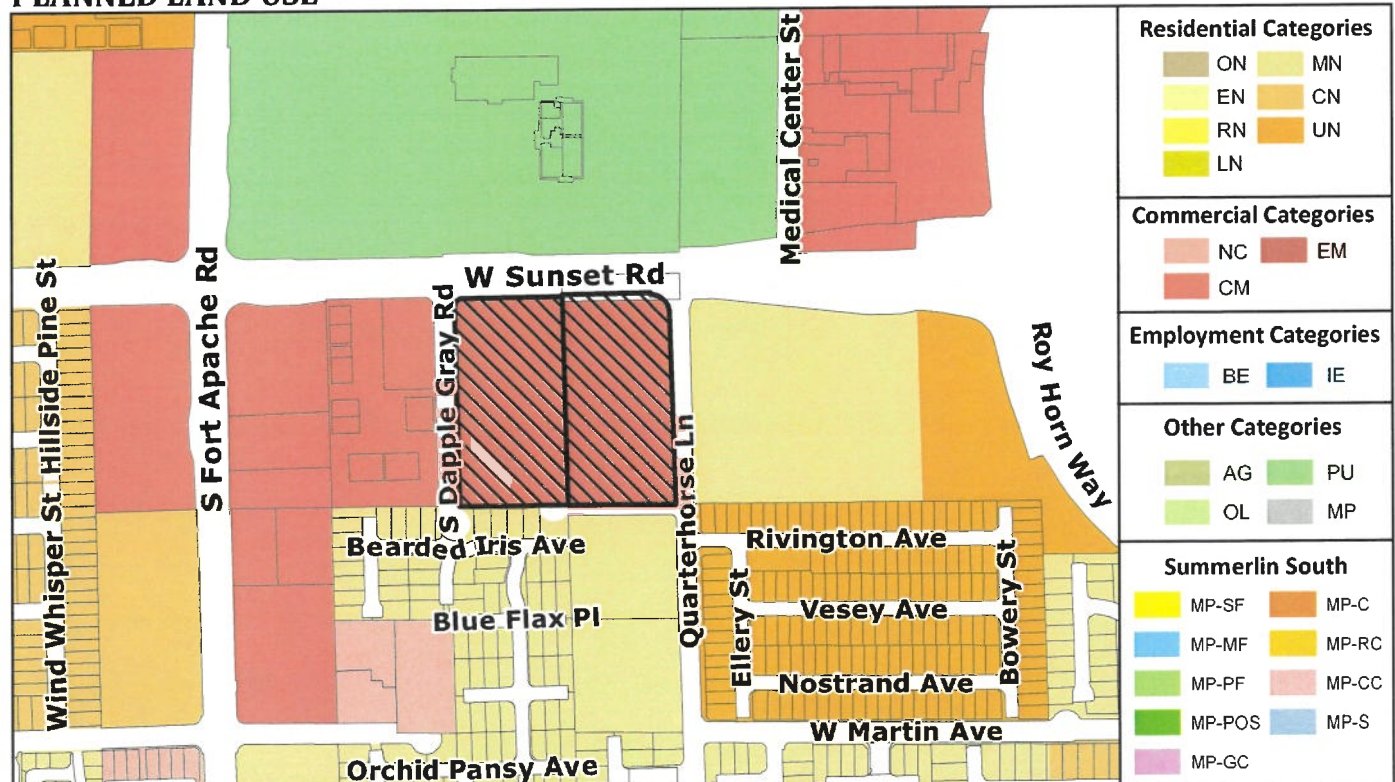 PLANNED LAND USE
Medical Center St
W Sunset Rd
S Fort Apache Rd
Hillside Pine St
Wind Whisper St
S Dapple Gray Rd
Quarterhorse Ln
Roy Horn Way
Bearded Iris Ave
Blue Flax Pl
Rivington Ave
Vesey Ave
Nostrand Ave
Ellery St
Bowery St
W Martin Ave
Orchid Pansy Ave
Residential Categories
ON MN
EN CN
RN UN
LN
Commercial Categories
NC EM
CM
Employment Categories
BE IE
Other Categories
AG PU
OL MP
Summerlin South
MP-SF MP-C
MP-MF MP-RC
MP-PF MP-CC
MP-POS MP-S
MP-GC